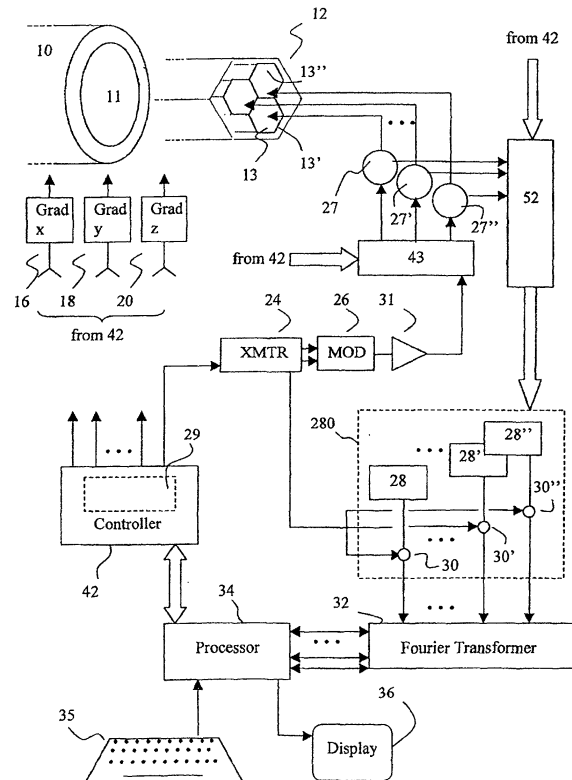 12
10
11
13''
13
13'
from 42
27
27'
27''
52
Grad
x
Grad
y
Grad
z
16
18
20
from 42
from 42
43
24
26
31
XMTR
MOD
29
Controller
42
280
28
28'
28''
30
30'
30''
34
32
Processor
Fourier Transformer
35
36
Display